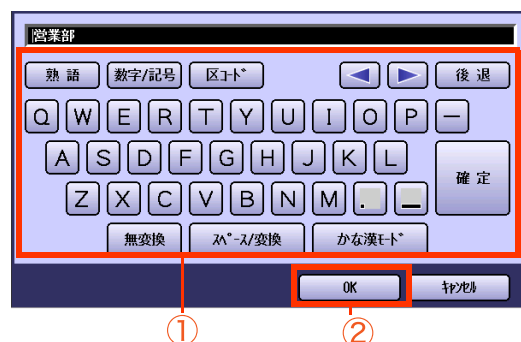 営業部
熟語 数字/記号 区ｺｰﾄﾞ ◀ ▶ 後退
Q W E R T Y U I O P ー
A S D F G H J K L 確定
Z X C V B N M . _
無変換 ｽﾍﾟｰｽ/変換 かな漢ﾓｰﾄﾞ
OK ｷｬﾝｾﾙ
① ②